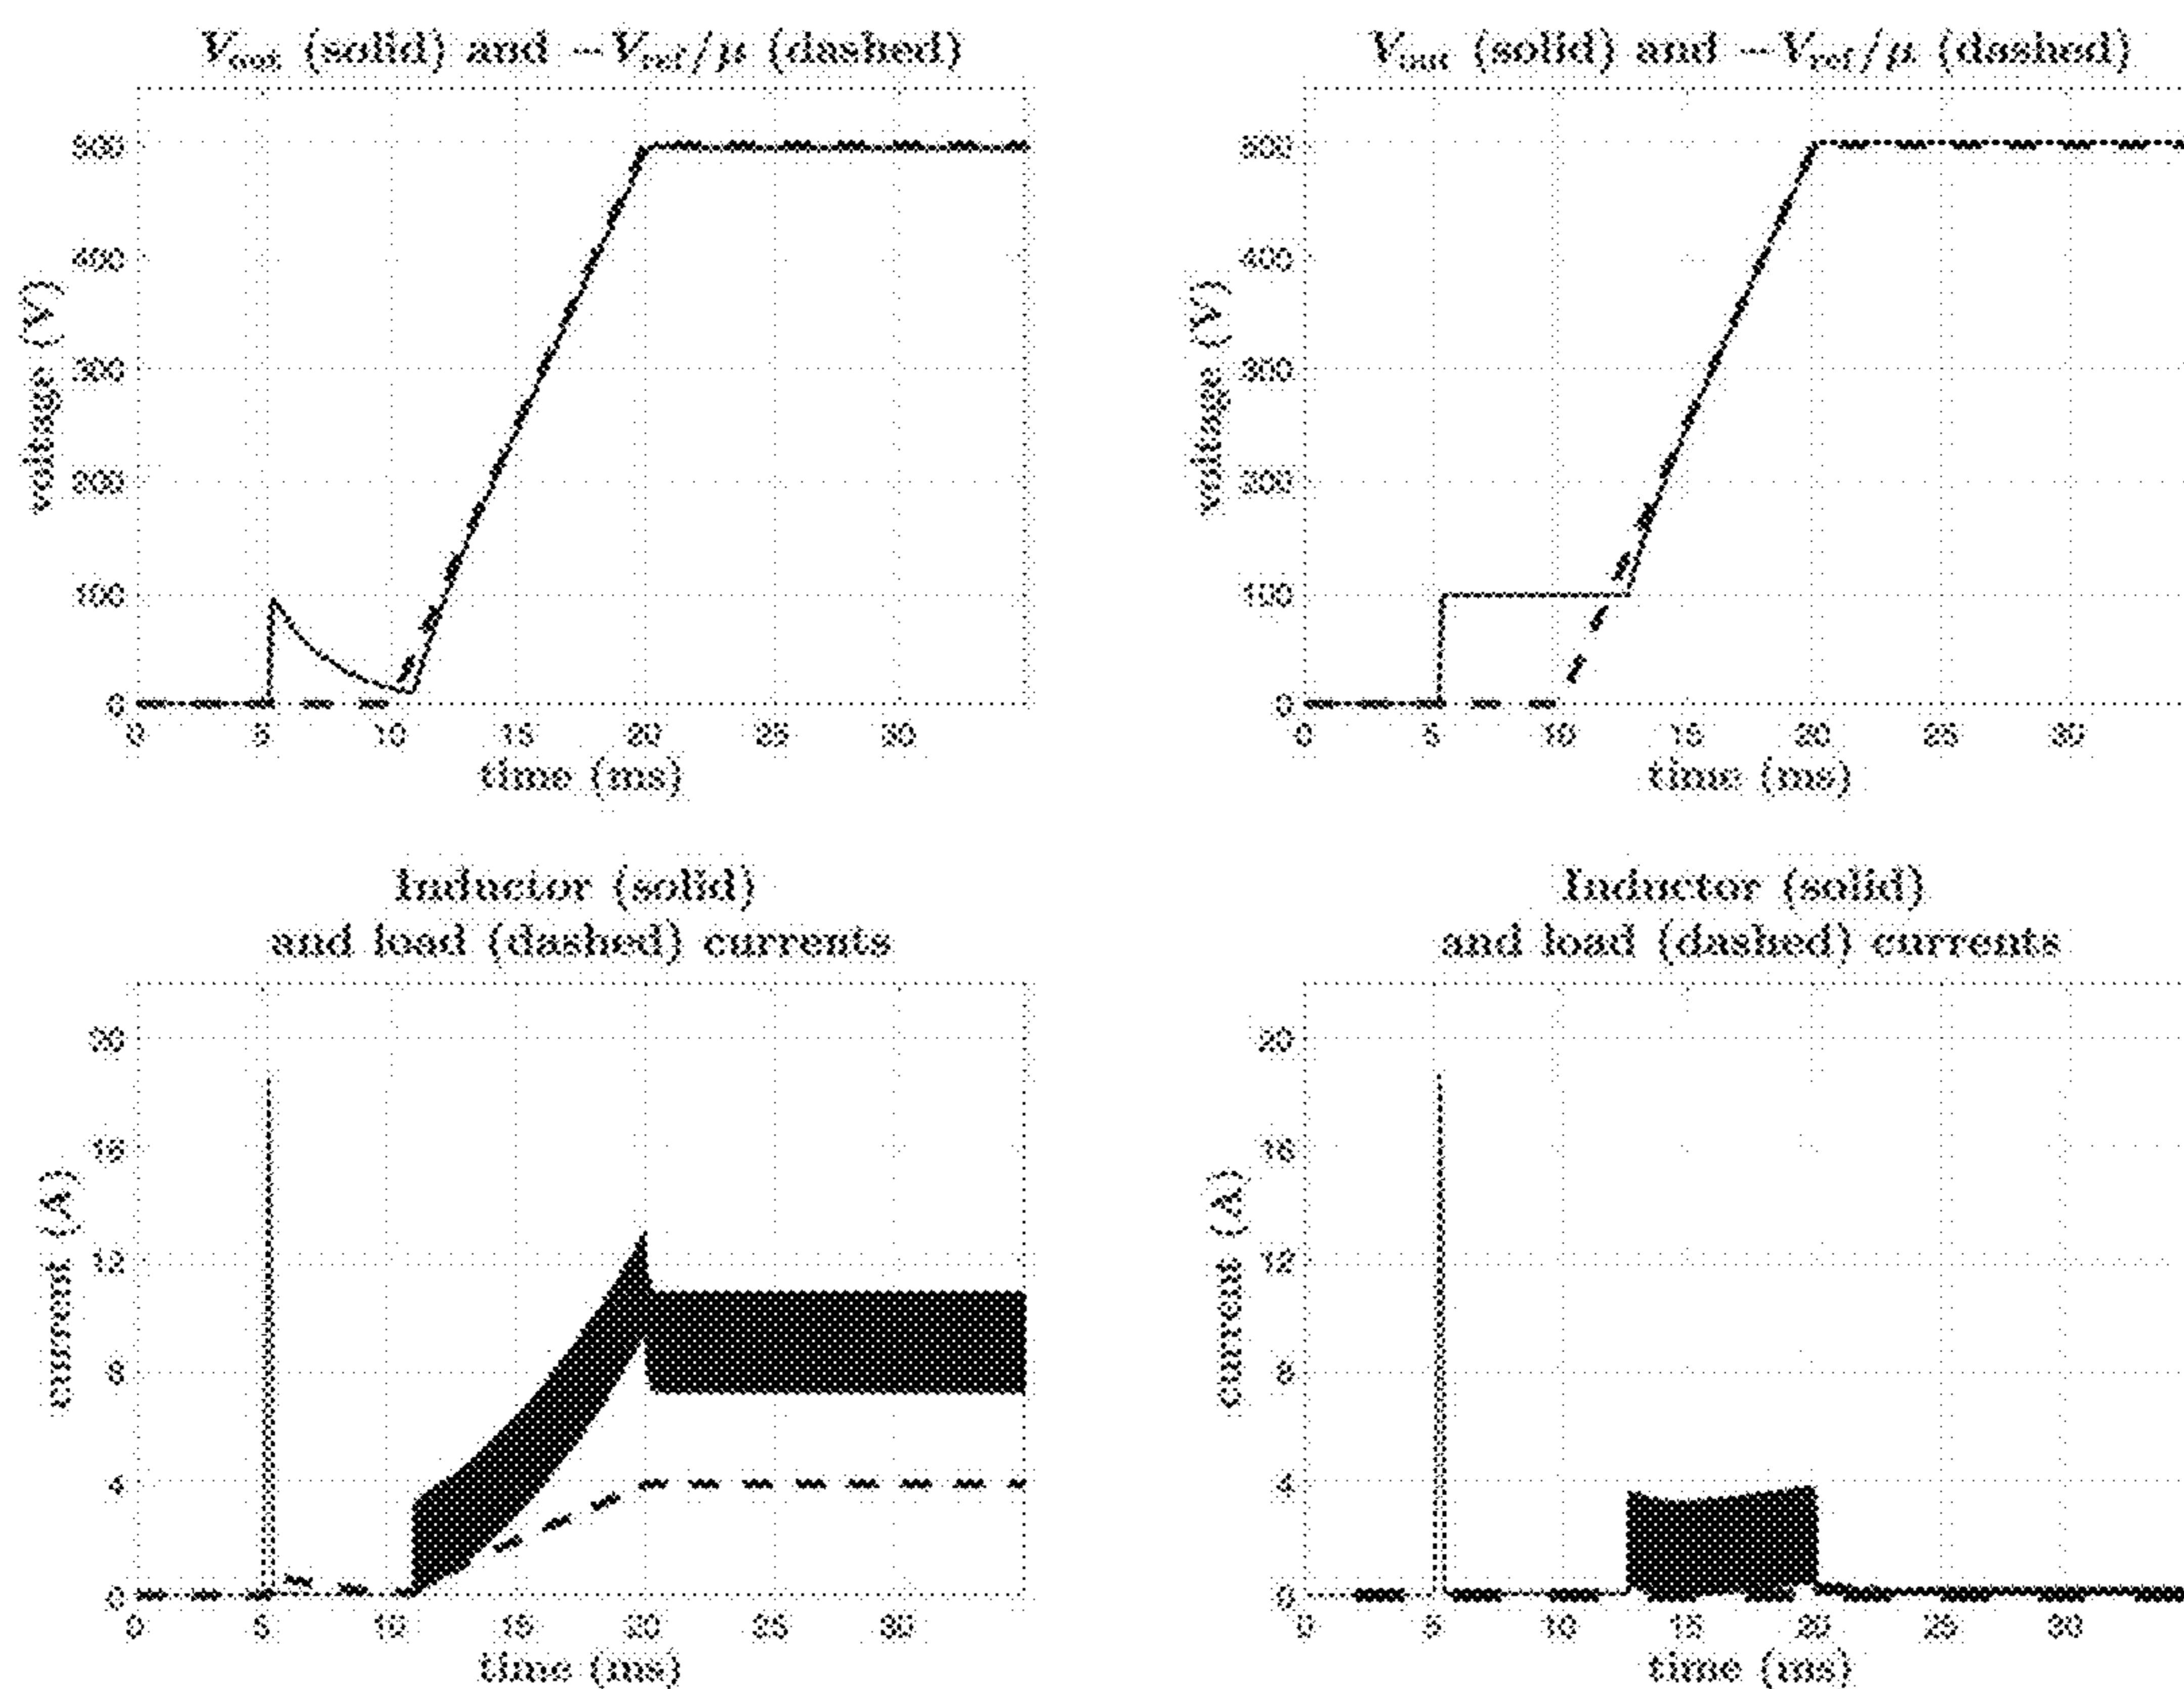 V_out (solid) and −V_ref/μ (dashed)
V_out (solid) and −V_ref/μ (dashed)
500
400
300
200
100
0
voltage (V)
0 5 10 15 20 25 30
time (ms)
500
400
300
200
100
0
voltage (V)
0 5 10 15 20 25 30
time (ms)
Inductor (solid)
and load (dashed) currents
Inductor (solid)
and load (dashed) currents
20
16
12
8
4
0
current (A)
0 5 10 15 20 25 30
time (ms)
20
16
12
8
4
0
current (A)
0 5 10 15 20 25 30
time (ms)